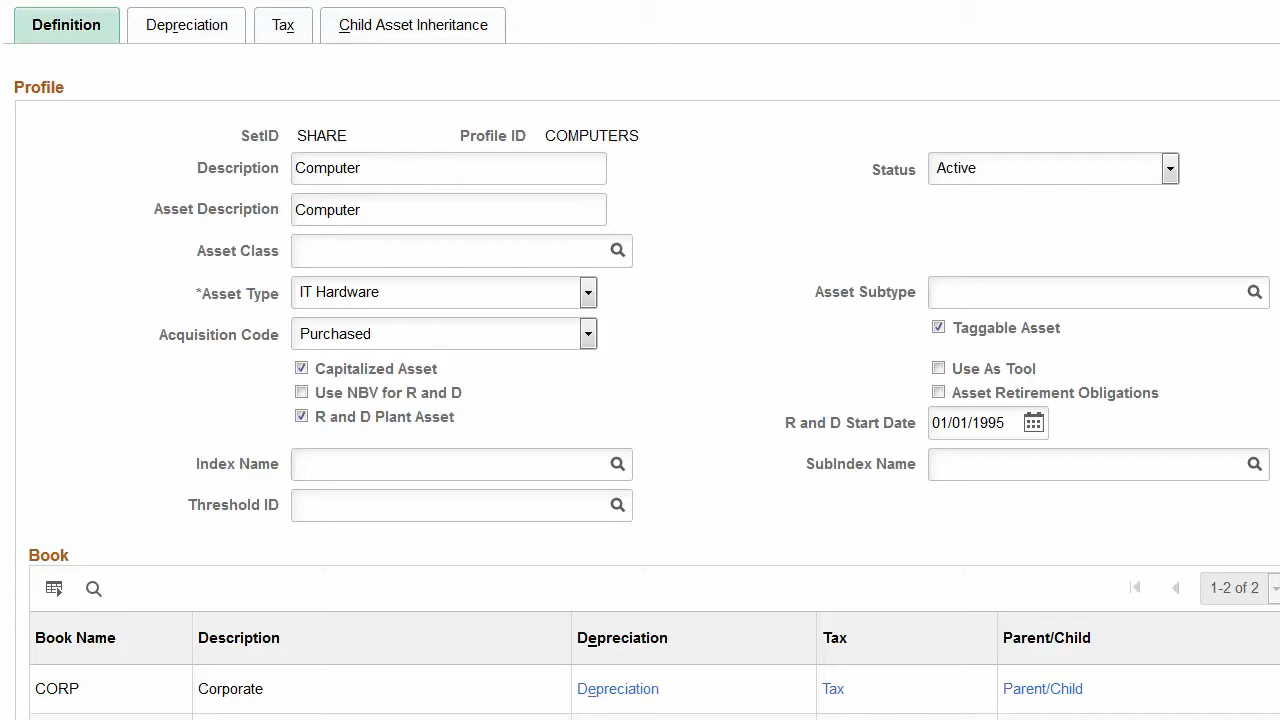 Definition Depreciation Tax Child Asset Inheritance
Profile
SetID SHARE Profile ID COMPUTERS
Description Computer Status Active
Asset Description Computer
Asset Class
*Asset Type IT Hardware Asset Subtype
Taggable Asset
Acquisition Code Purchased
Capitalized Asset Use As Tool
Use NBV for R and D Asset Retirement Obligations
R and D Plant Asset R and D Start Date 01/01/1995
Index Name SubIndex Name
Threshold ID
Book
1-2 of 2
Book Name Description Depreciation Tax Parent/Child
CORP Corporate Depreciation Tax Parent/Child